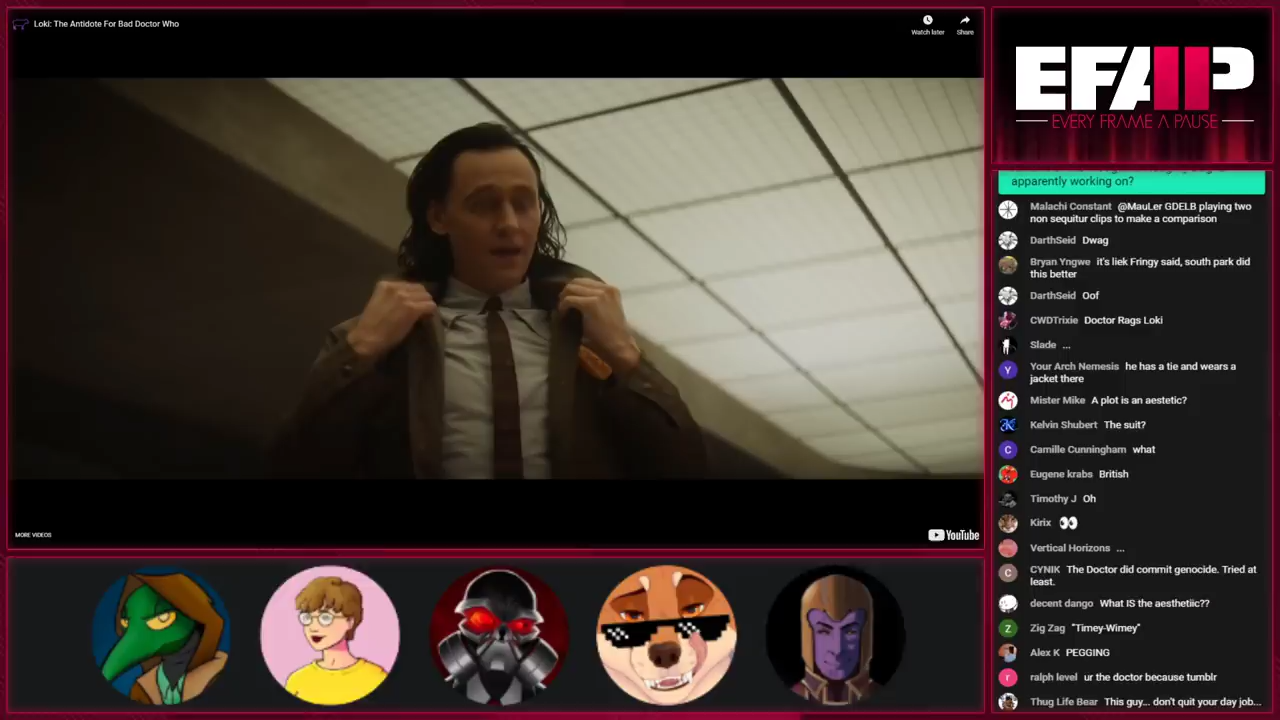 Loki: The Antidote For Bad Doctor Who
Watch later
Share
MORE VIDEOS
YouTube
EFAP
EVERY FRAME A PAUSE
apparently working on?
Malachi Constant @MauLer GDELB playing two
non sequitur clips to make a comparison
DarthSeid Dwag
Bryan Yngwe it's liek Fringy said, south park did
this better
DarthSeid Oof
CWDTrixie Doctor Rags Loki
Slade ...
Your Arch Nemesis he has a tie and wears a
jacket there
Mister Mike A plot is an aestetic?
Kelvin Shubert The suit?
Camille Cunningham what
Eugene krabs British
Timothy J Oh
Kirix 👀
Vertical Horizons ...
CYNIK The Doctor did commit genocide. Tried at
least.
decent dango What IS the aesthetiic??
Zig Zag "Timey-Wimey"
Alex K PEGGING
ralph level ur the doctor because tumblr
Thug Life Bear This guy... don't quit your day job...